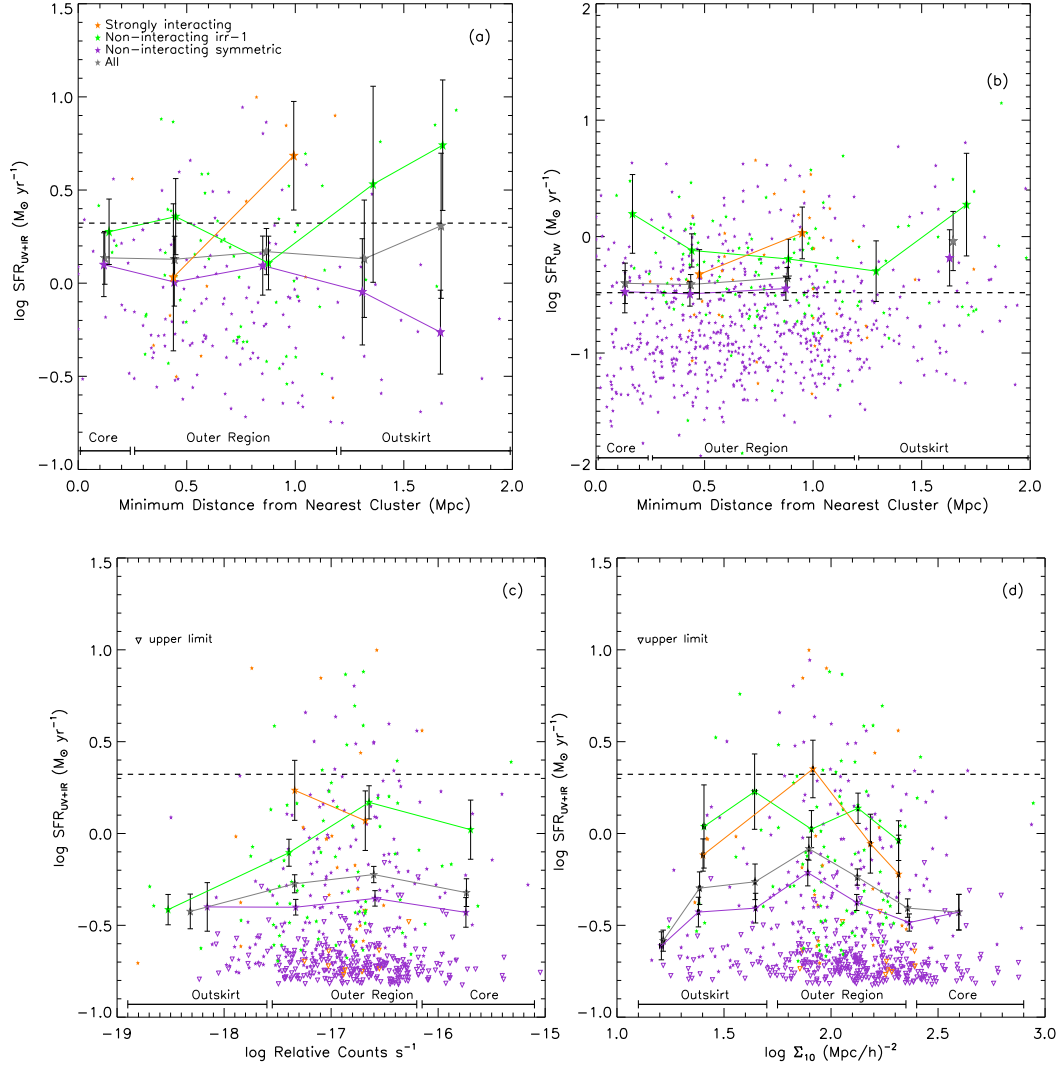 1.5
1.0
0.5
0.0
−0.5
−1.0
log SFR_UV+IR (M⊙ yr⁻¹)
Strongly interacting
Non−interacting irr−1
Non−interacting symmetric
All
(a)
Core
Outer Region
Outskirt
0.0 0.5 1.0 1.5 2.0
Minimum Distance from Nearest Cluster (Mpc)
2
1
0
−1
−2
log SFR_UV (M⊙ yr⁻¹)
(b)
Core
Outer Region
Outskirt
0.0 0.5 1.0 1.5 2.0
Minimum Distance from Nearest Cluster (Mpc)
1.5
1.0
0.5
0.0
−0.5
−1.0
log SFR_UV+IR (M⊙ yr⁻¹)
(c)
upper limit
Outskirt
Outer Region
Core
−19 −18 −17 −16 −15
log Relative Counts s⁻¹
1.5
1.0
0.5
0.0
−0.5
−1.0
log SFR_UV+IR (M⊙ yr⁻¹)
(d)
upper limit
Outskirt
Outer Region
Core
1.0 1.5 2.0 2.5 3.0
log Σ₁₀ (Mpc/h)⁻²